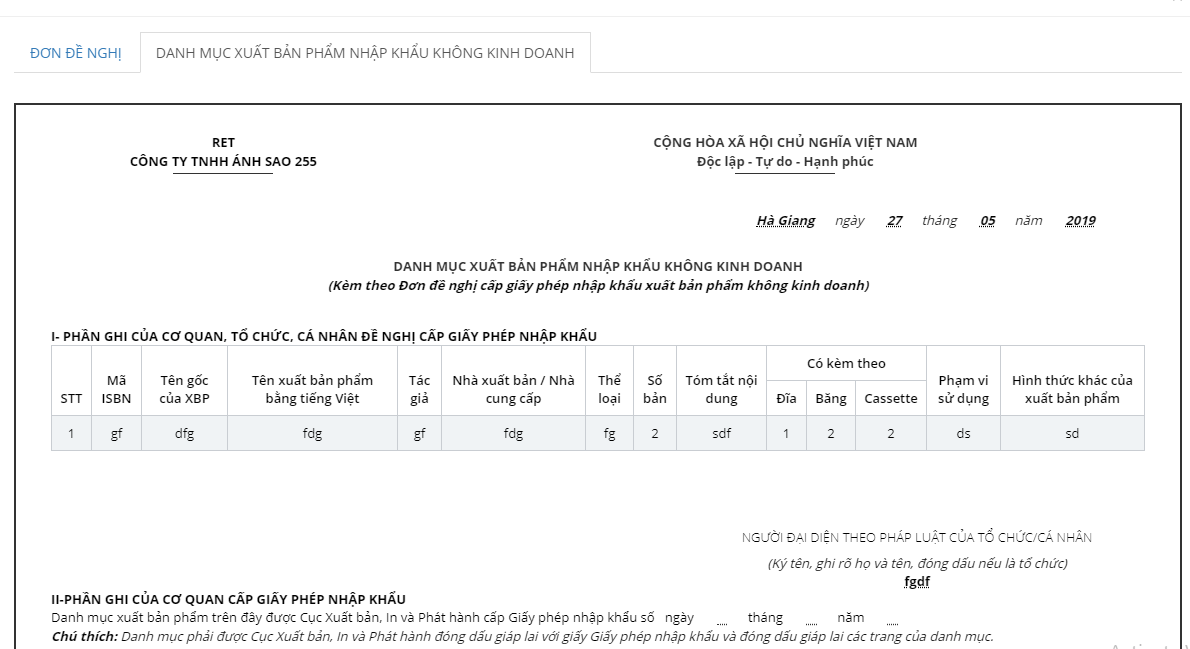 ĐƠN ĐỀ NGHỊ
DANH MỤC XUẤT BẢN PHẨM NHẬP KHẨU KHÔNG KINH DOANH
RET
CÔNG TY TNHH ÁNH SAO 255
CỘNG HÒA XÃ HỘI CHỦ NGHĨA VIỆT NAM
Độc lập - Tự do - Hạnh phúc
Hà Giang ngày 27 tháng 05 năm 2019
DANH MỤC XUẤT BẢN PHẨM NHẬP KHẨU KHÔNG KINH DOANH
(Kèm theo Đơn đề nghị cấp giấy phép nhập khẩu xuất bản phẩm không kinh doanh)
I- PHẦN GHI CỦA CƠ QUAN, TỔ CHỨC, CÁ NHÂN ĐỀ NGHỊ CẤP GIẤY PHÉP NHẬP KHẨU
STT
Mã
ISBN
Tên gốc
của XBP
Tên xuất bản phẩm
bằng tiếng Việt
Tác
giả
Nhà xuất bản / Nhà
cung cấp
Thể
loại
Số
bản
Tóm tắt nội
dung
Có kèm theo
Đĩa
Băng
Cassette
Phạm vi
sử dụng
Hình thức khác của
xuất bản phẩm
1 gf dfg fdg gf fdg fg 2 sdf 1 2 2 ds sd
NGƯỜI ĐẠI DIỆN THEO PHÁP LUẬT CỦA TỔ CHỨC/CÁ NHÂN
(Ký tên, ghi rõ họ và tên, đóng dấu nếu là tổ chức)
fgdf
II-PHẦN GHI CỦA CƠ QUAN CẤP GIẤY PHÉP NHẬP KHẨU
Danh mục xuất bản phẩm trên đây được Cục Xuất bản, In và Phát hành cấp Giấy phép nhập khẩu số ngày ... tháng ... năm ...
Chú thích: Danh mục phải được Cục Xuất bản, In và Phát hành đóng dấu giáp lai với giấy Giấy phép nhập khẩu và đóng dấu giáp lai các trang của danh mục.